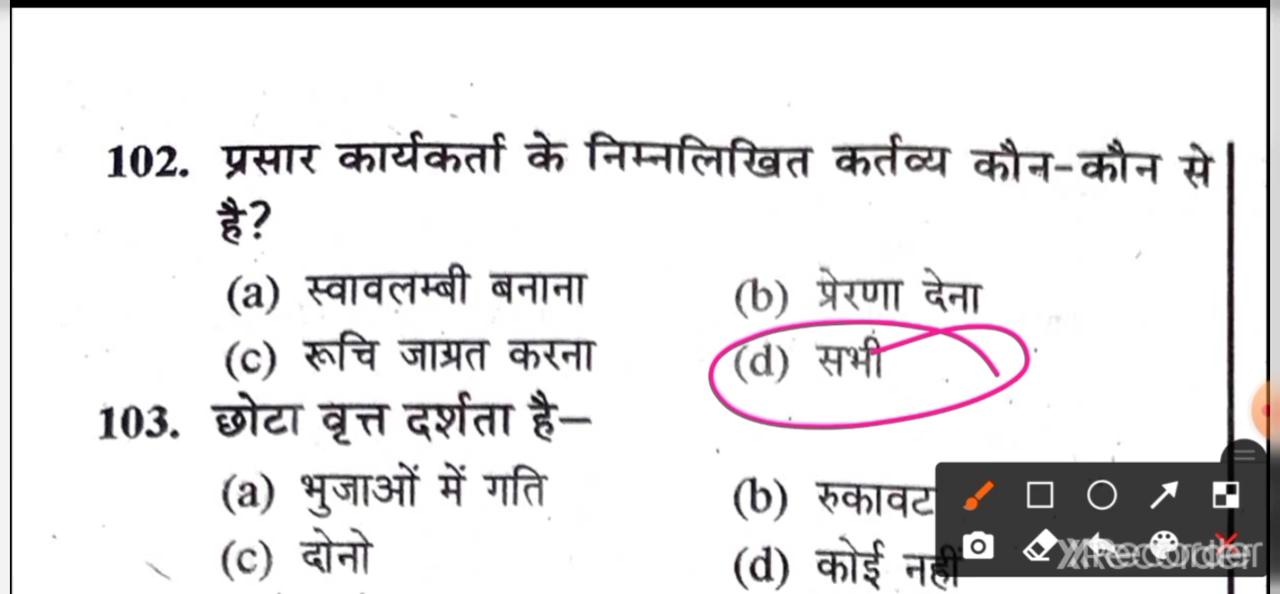 102. प्रसार कार्यकर्ता के निम्नलिखित कर्तव्य कौन-कौन से
है?
(a) स्वावलम्बी बनाना (b) प्रेरणा देना
(c) रूचि जाग्रत करना (d) सभी
103. छोटा वृत्त दर्शता है–
(a) भुजाओं में गति (b) रुकावट
(c) दोनो (d) कोई नहीं
XRecorder